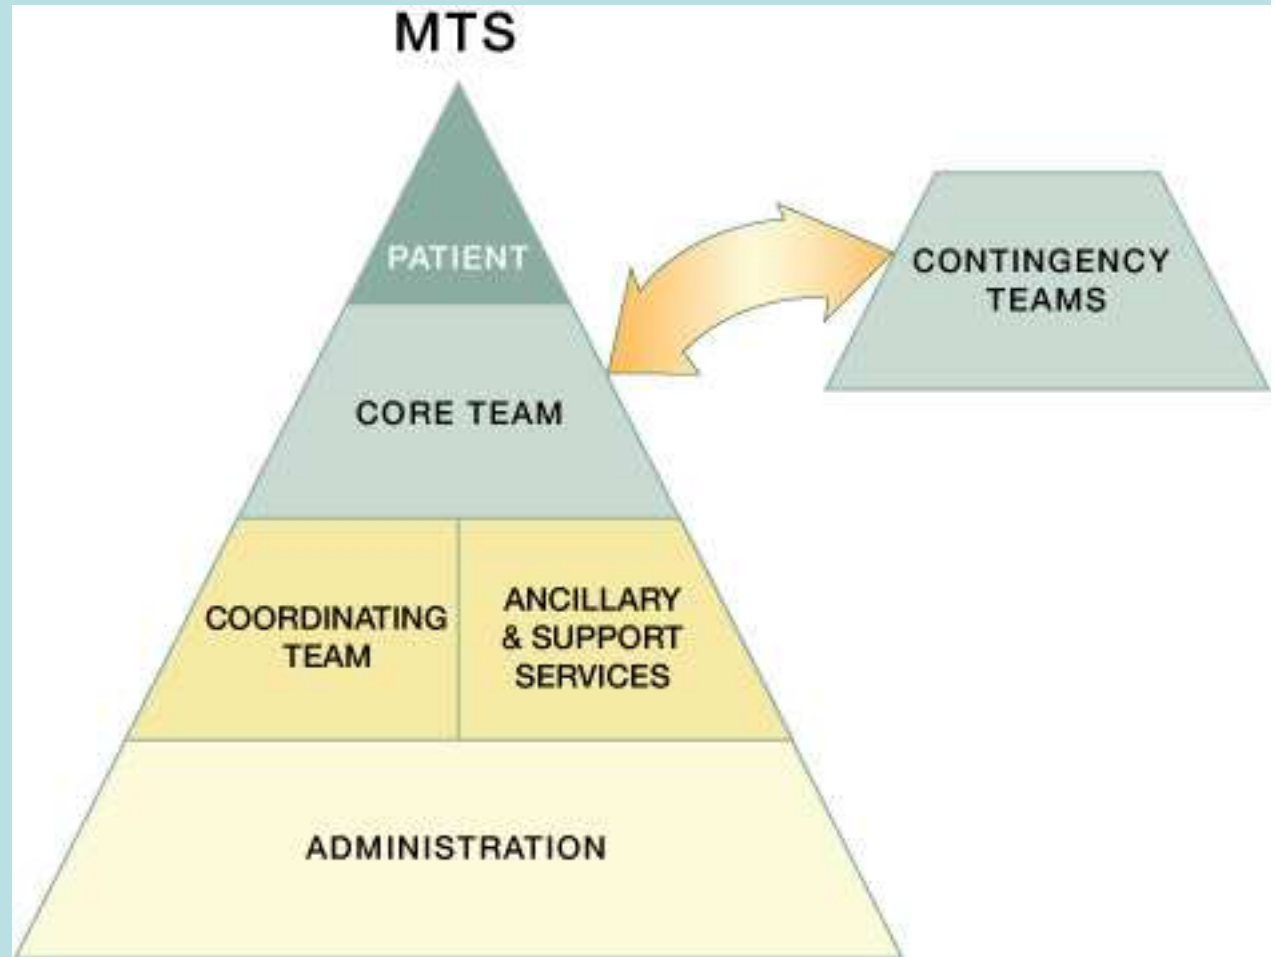 MTS
PATIENT
CONTINGENCY
TEAMS
CORE TEAM
COORDINATING
TEAM
ANCILLARY
& SUPPORT
SERVICES
ADMINISTRATION